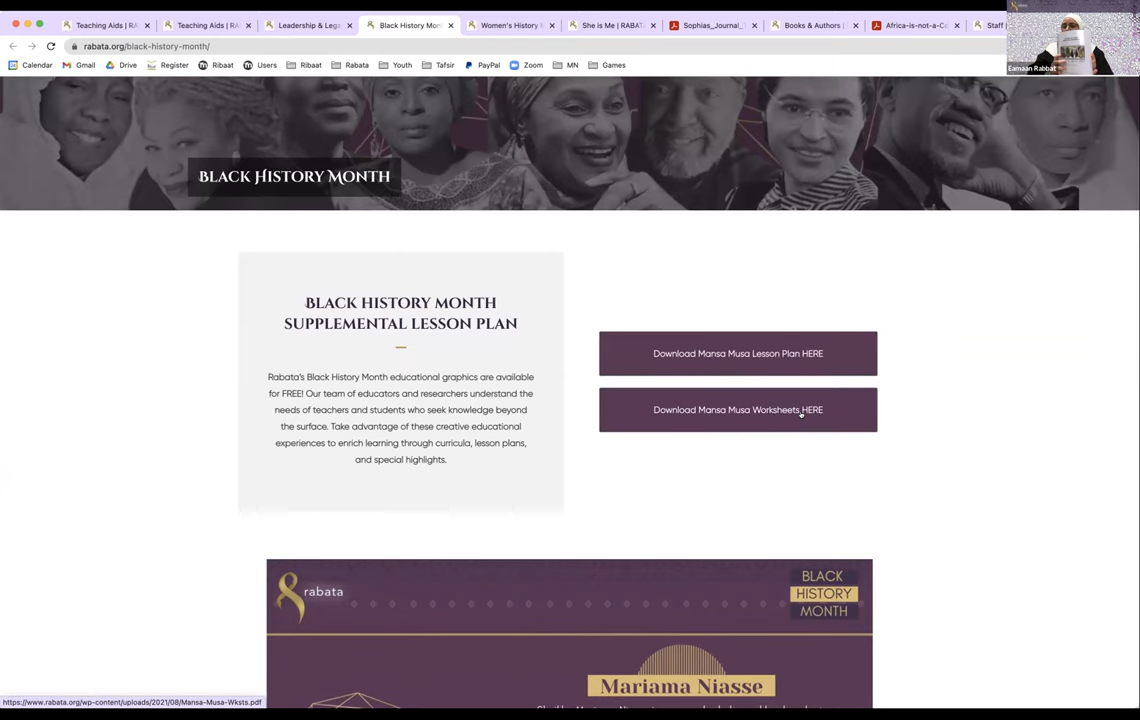 Teaching Aids | RA
Teaching Aids | RA
Leadership & Lega
Black History Mon
Women's History
She is Me | RABAT
Sophias_Journal_
Books & Authors |
Africa-is-not-a-C
Staff |
rabata.org/black-history-month/
Calendar
Gmail
Drive
Register
Ribaat
Users
Ribaat
Rabata
Youth
Tafsir
PayPal
Zoom
MN
Games
Eamaan Rabbat
Black History Month
Black history month
supplemental lesson plan
Rabata's Black History Month educational graphics are available
for FREE! Our team of educators and researchers understand the
needs of teachers and students who seek knowledge beyond
the surface. Take advantage of these creative educational
experiences to enrich learning through curricula, lesson plans,
and special highlights.
Download Mansa Musa Lesson Plan HERE
Download Mansa Musa Worksheets HERE
rabata
BLACK
HISTORY
MONTH
Mariama Niasse
https://www.rabata.org/wp-content/uploads/2021/08/Mansa-Musa-Wksts.pdf